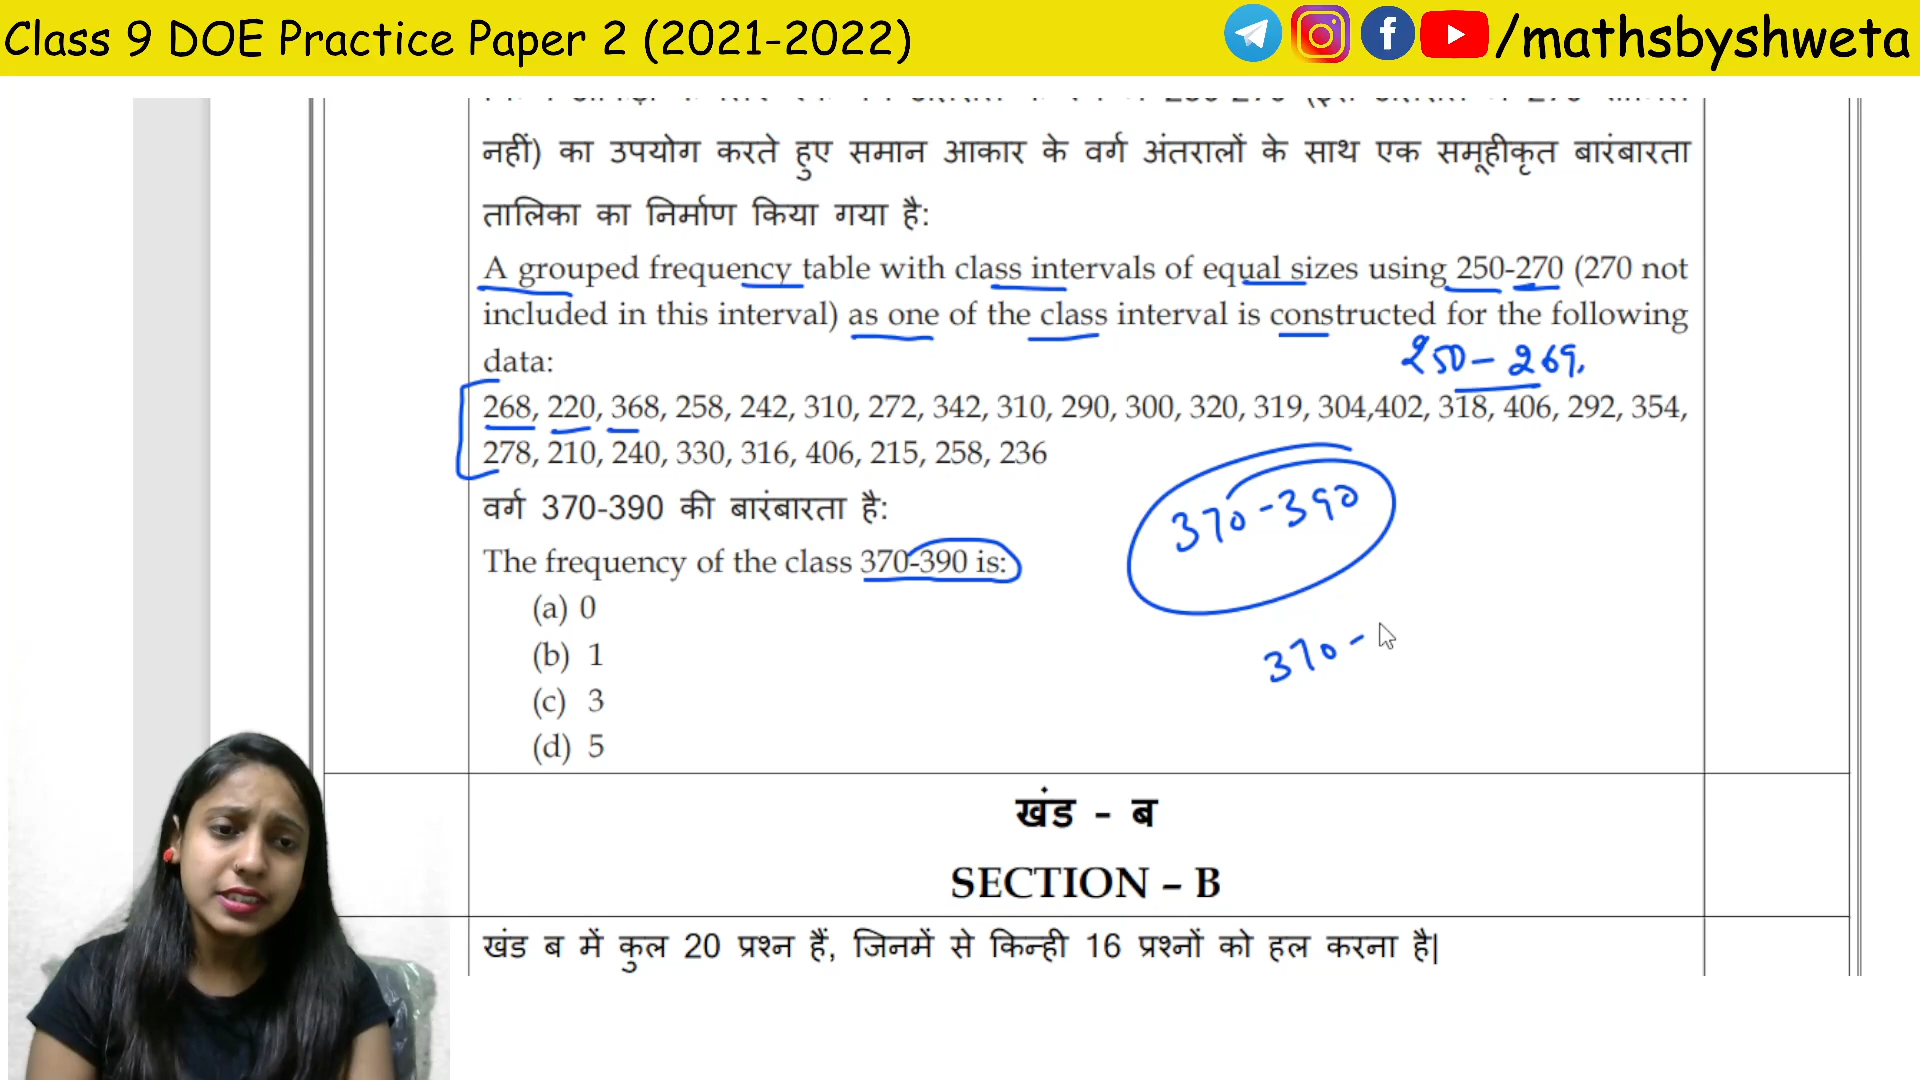 Class 9 DOE Practice Paper 2 (2021-2022)
/mathsbyshweta
नहीं) का उपयोग करते हुए समान आकार के वर्ग अंतरालों के साथ एक समूहीकृत बारंबारता
तालिका का निर्माण किया गया है:
A grouped frequency table with class intervals of equal sizes using 250-270 (270 not
included in this interval) as one of the class interval is constructed for the following
data:
250 - 269.
268, 220, 368, 258, 242, 310, 272, 342, 310, 290, 300, 320, 319, 304,402, 318, 406, 292, 354,
278, 210, 240, 330, 316, 406, 215, 258, 236
वर्ग 370-390 की बारंबारता है:
370-390
The frequency of the class 370-390 is:
(a) 0
(b) 1
370 -
(c) 3
(d) 5
खंड - ब
SECTION – B
खंड ब में कुल 20 प्रश्न हैं, जिनमें से किन्ही 16 प्रश्नों को हल करना है|